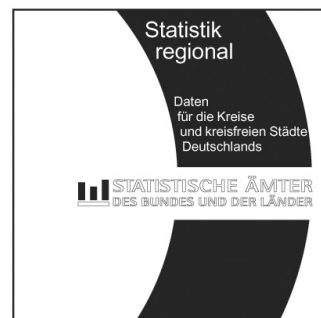 Statistik
regional
Daten
für die Kreise
und kreisfreien Städte
Deutschlands
STATISTISCHE ÄMTER
DES BUNDES UND DER LÄNDER